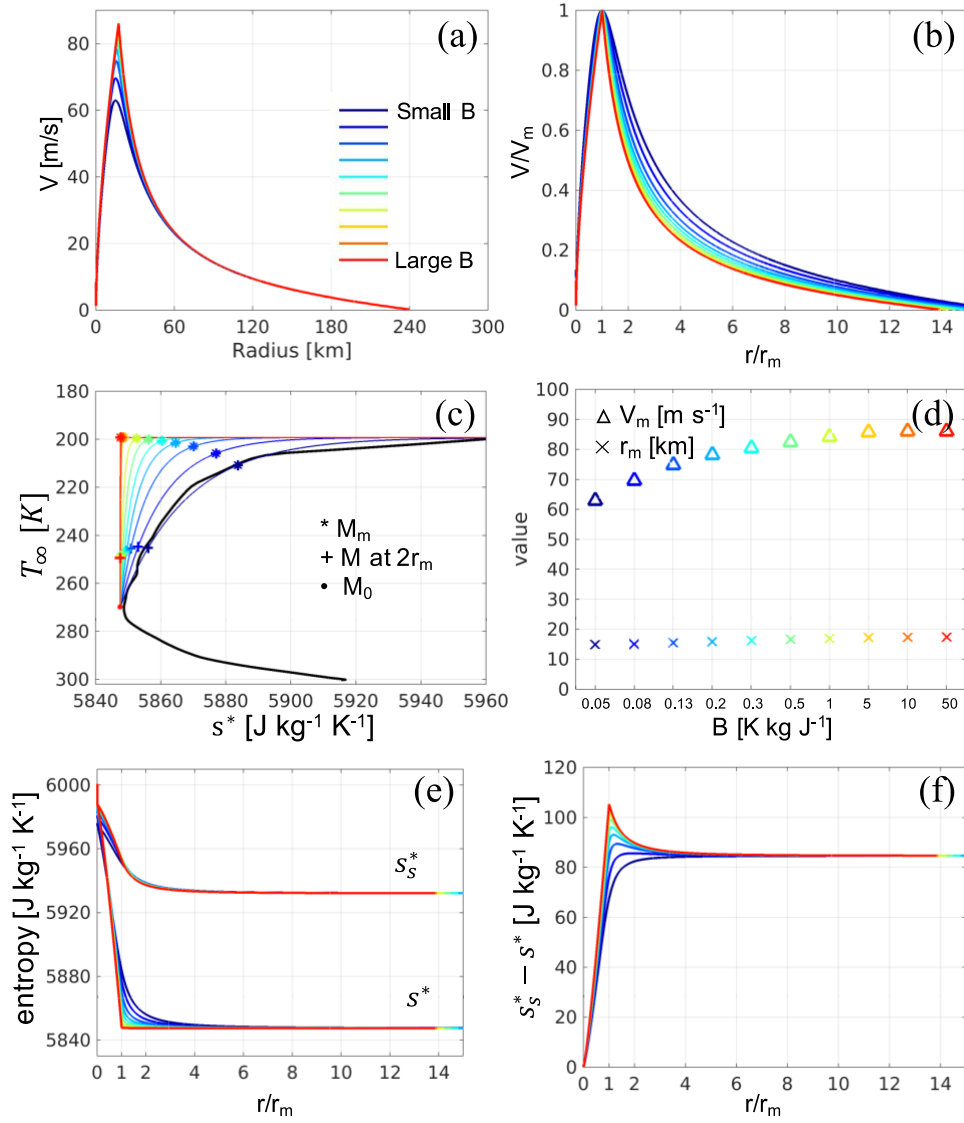 (a)
V [m/s]
80
60
40
20
0
Small B
Large B
0 60 120 180 240 300
Radius [km]
(b)
V/Vₘ
1
0.8
0.6
0.4
0.2
0
0 1 2 4 6 8 10 12 14
r/rₘ
(c)
T∞ [K]
180
200
220
240
260
280
300
* Mₘ
+ M at 2rₘ
• M₀
5840 5860 5880 5900 5920 5940 5960
s* [J kg⁻¹ K⁻¹]
(d)
value
100
90
80
70
60
50
40
30
20
10
0
△ Vₘ [m s⁻¹]
× rₘ [km]
0.05 0.08 0.13 0.2 0.3 0.5 1 5 10 50
B [K kg J⁻¹]
(e)
entropy [J kg⁻¹ K⁻¹]
6000
5960
5920
5880
5840
sₛ*
s*
0 1 2 4 6 8 10 12 14
r/rₘ
(f)
sₛ* − s* [J kg⁻¹ K⁻¹]
120
100
80
60
40
20
0
0 1 2 4 6 8 10 12 14
r/rₘ